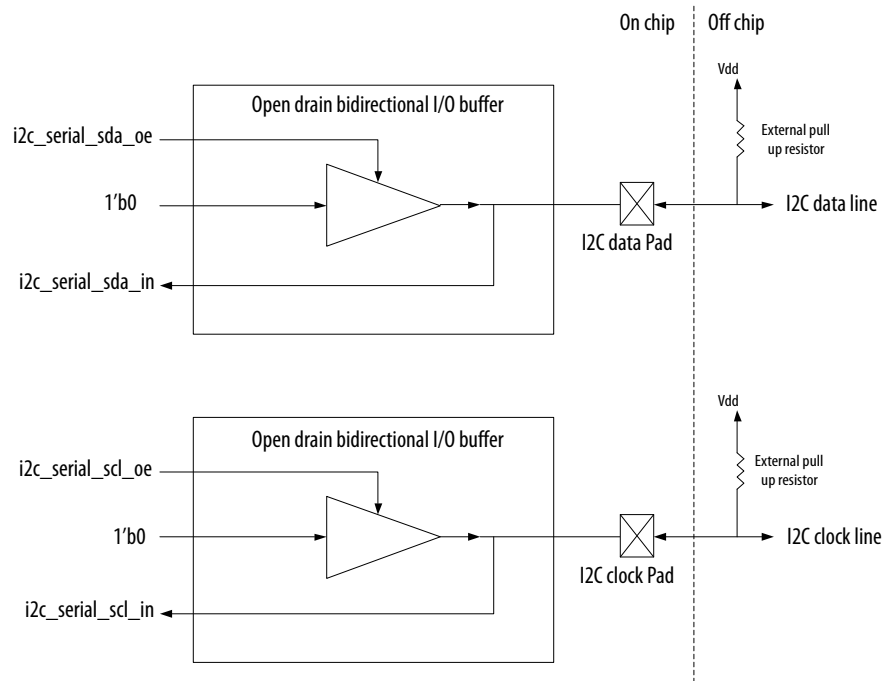 On chip
Off chip
Vdd
Open drain bidirectional I/O buffer
i2c_serial_sda_oe
External pull
up resistor
1'b0
I2C data line
I2C data Pad
i2c_serial_sda_in
Vdd
Open drain bidirectional I/O buffer
i2c_serial_scl_oe
External pull
up resistor
1'b0
I2C clock line
I2C clock Pad
i2c_serial_scl_in